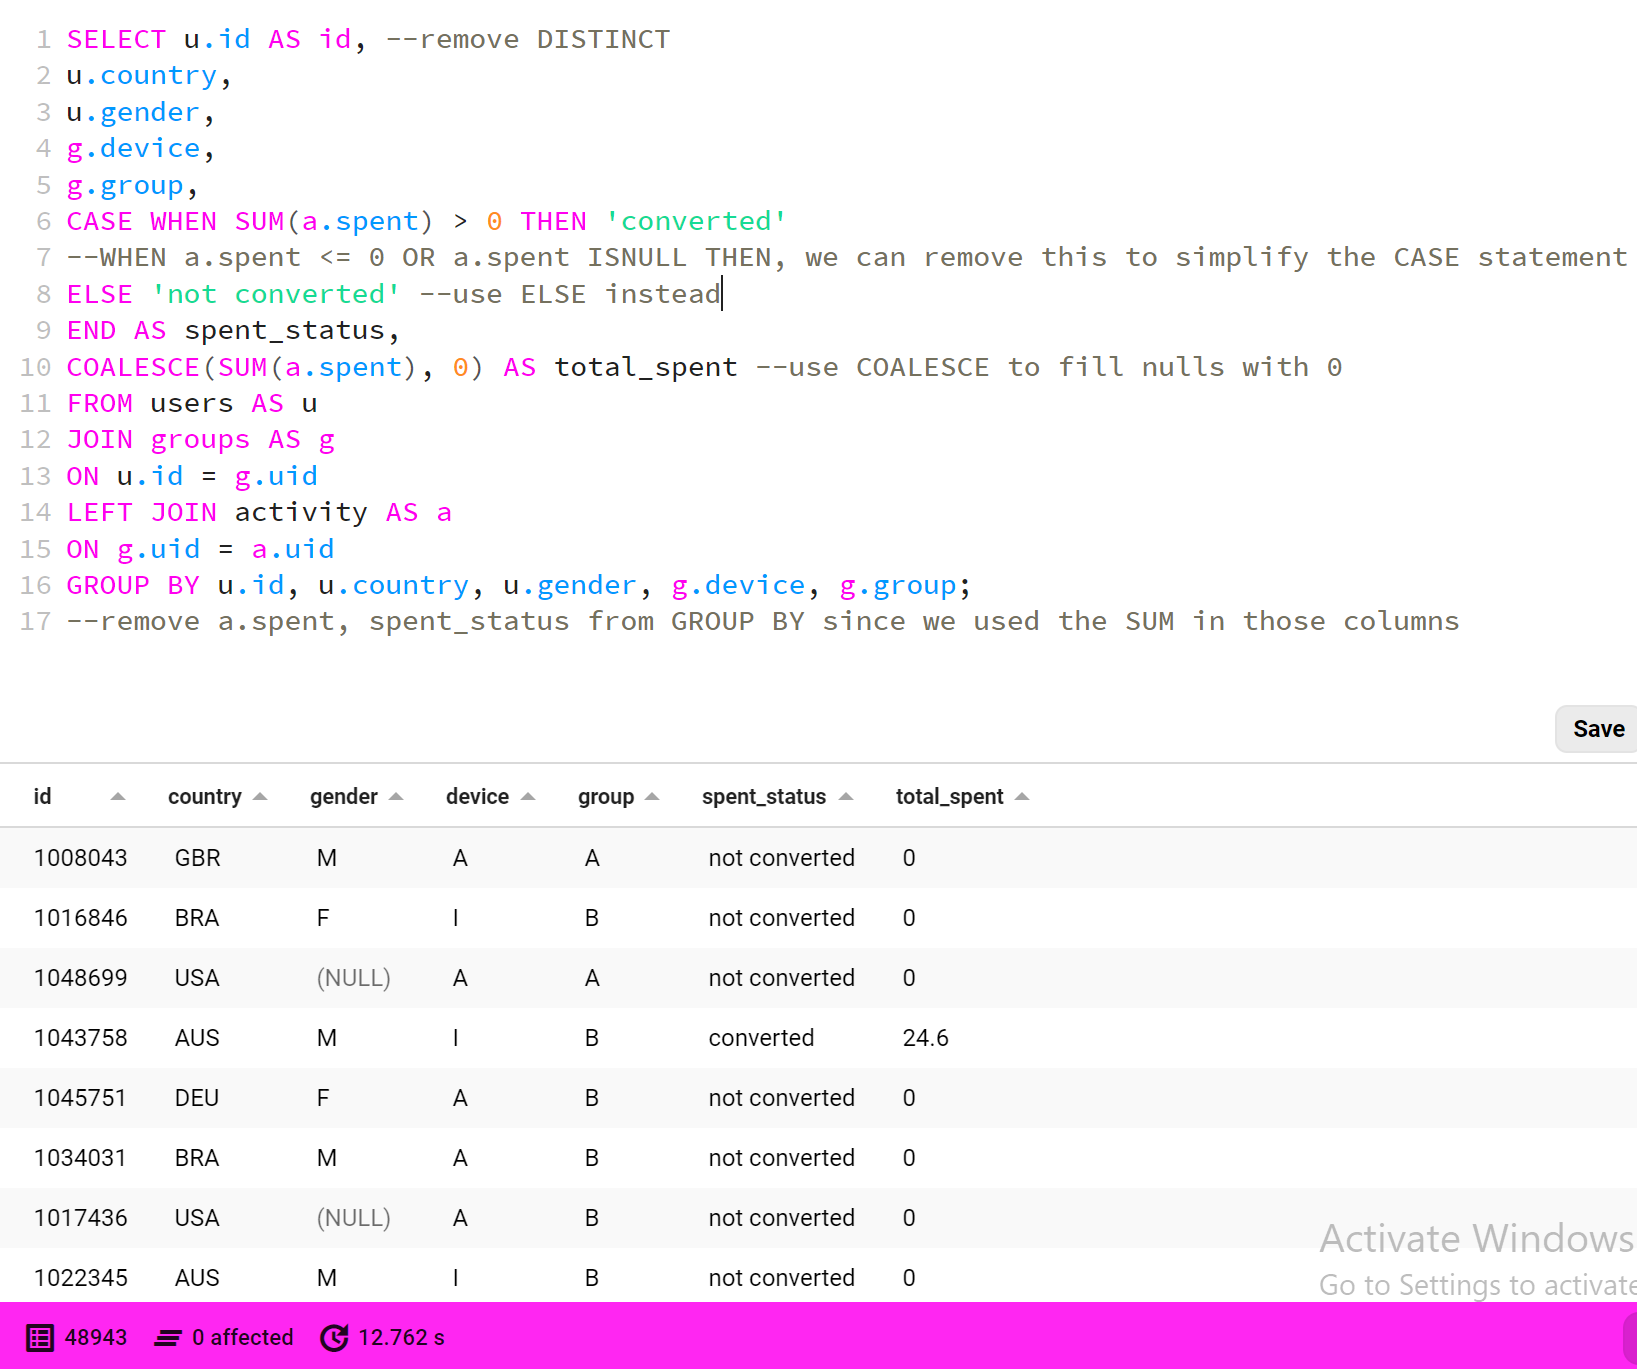 1 SELECT u.id AS id, --remove DISTINCT
2 u.country,
3 u.gender,
4 g.device,
5 g.group,
6 CASE WHEN SUM(a.spent) > 0 THEN 'converted'
7 --WHEN a.spent <= 0 OR a.spent ISNULL THEN, we can remove this to simplify the CASE statement
8 ELSE 'not converted' --use ELSE instead
9 END AS spent_status,
10 COALESCE(SUM(a.spent), 0) AS total_spent --use COALESCE to fill nulls with 0
11 FROM users AS u
12 JOIN groups AS g
13 ON u.id = g.uid
14 LEFT JOIN activity AS a
15 ON g.uid = a.uid
16 GROUP BY u.id, u.country, u.gender, g.device, g.group;
17 --remove a.spent, spent_status from GROUP BY since we used the SUM in those columns
Save
id country gender device group spent_status total_spent
1008043 GBR M A A not converted 0
1016846 BRA F I B not converted 0
1048699 USA (NULL) A A not converted 0
1043758 AUS M I B converted 24.6
1045751 DEU F A B not converted 0
1034031 BRA M A B not converted 0
1017436 USA (NULL) A B not converted 0
1022345 AUS M I B not converted 0
Activate Windows
Go to Settings to activate
48943 0 affected 12.762 s